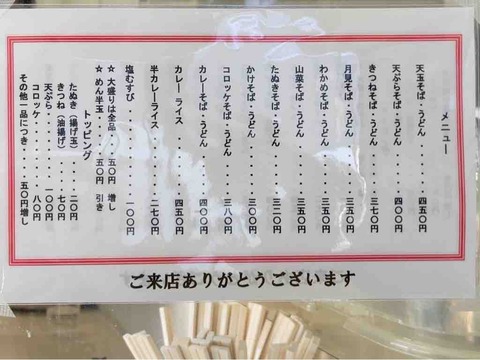 メニュー
天玉そば・うどん・・・・四五〇円
天ぷらそば・うどん・・・・四〇〇円
きつねそば・うどん・・・・三七〇円
月見そば・うどん・・・・三五〇円
わかめそば・うどん・・・・三五〇円
山菜そば・うどん・・・・三五〇円
たぬきそば・うどん・・・・三二〇円
かけそば・うどん・・・・三〇〇円
コロッケそば・うどん・・・・三八〇円
カレーそば・うどん・・・・四〇〇円
カレーライス・・・・四五〇円
半カレーライス・・・・二七〇円
塩むすび・・・・一〇〇円
☆大盛りは全品・・五〇円増し
☆めん半玉・・・・五〇円引き
トッピング
たぬき（揚げ玉）・・・・二〇円
きつね（油揚げ）・・・・七〇円
天ぷら・・・・一〇〇円
コロッケ・・・・八〇円
その他一品につき・・五〇円増し
ご来店ありがとうございます